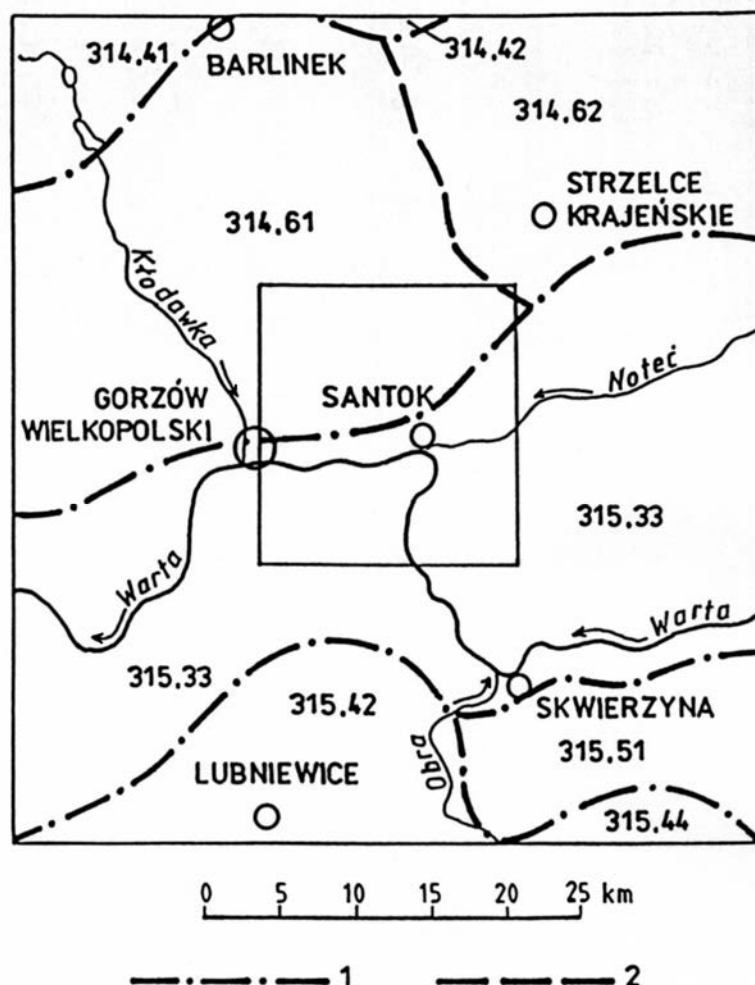 314.41
BARLINEK
314.42
314.62
STRZELCE
KRAJEŃSKIE
314.61
Kłodawka
GORZÓW
WIELKOPOLSKI
SANTOK
Noteć
315.33
Warta
Warta
315.33
315.42
SKWIERZYNA
Obra
315.51
LUBNIEWICE
315.44
0 5 10 15 20 25 km
1 2